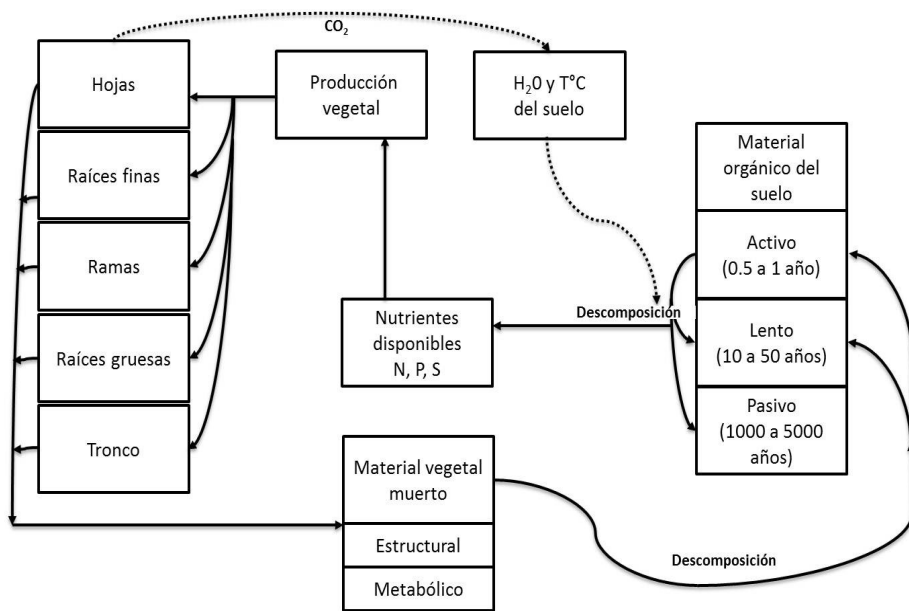 CO₂
Hojas
Producción
vegetal
H₂0 y T°C
del suelo
Material
orgánico del
suelo
Raíces finas
Activo
(0.5 a 1 año)
Ramas
Descomposición
Nutrientes
disponibles
N, P, S
Lento
(10 a 50 años)
Raíces gruesas
Pasivo
(1000 a 5000
años)
Tronco
Material vegetal
muerto
Estructural
Metabólico
Descomposición